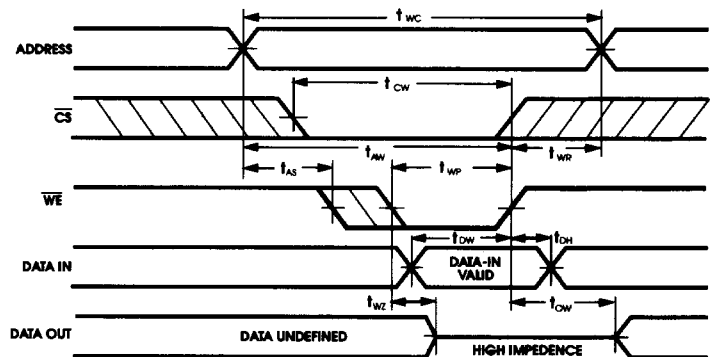 tWC
ADDRESS
tCW
CS
tAW
tWR
tAS
tWP
WE
tDW
tDH
DATA IN
DATA-IN
VALID
tWZ
tOW
DATA OUT
DATA UNDEFINED
HIGH IMPEDENCE